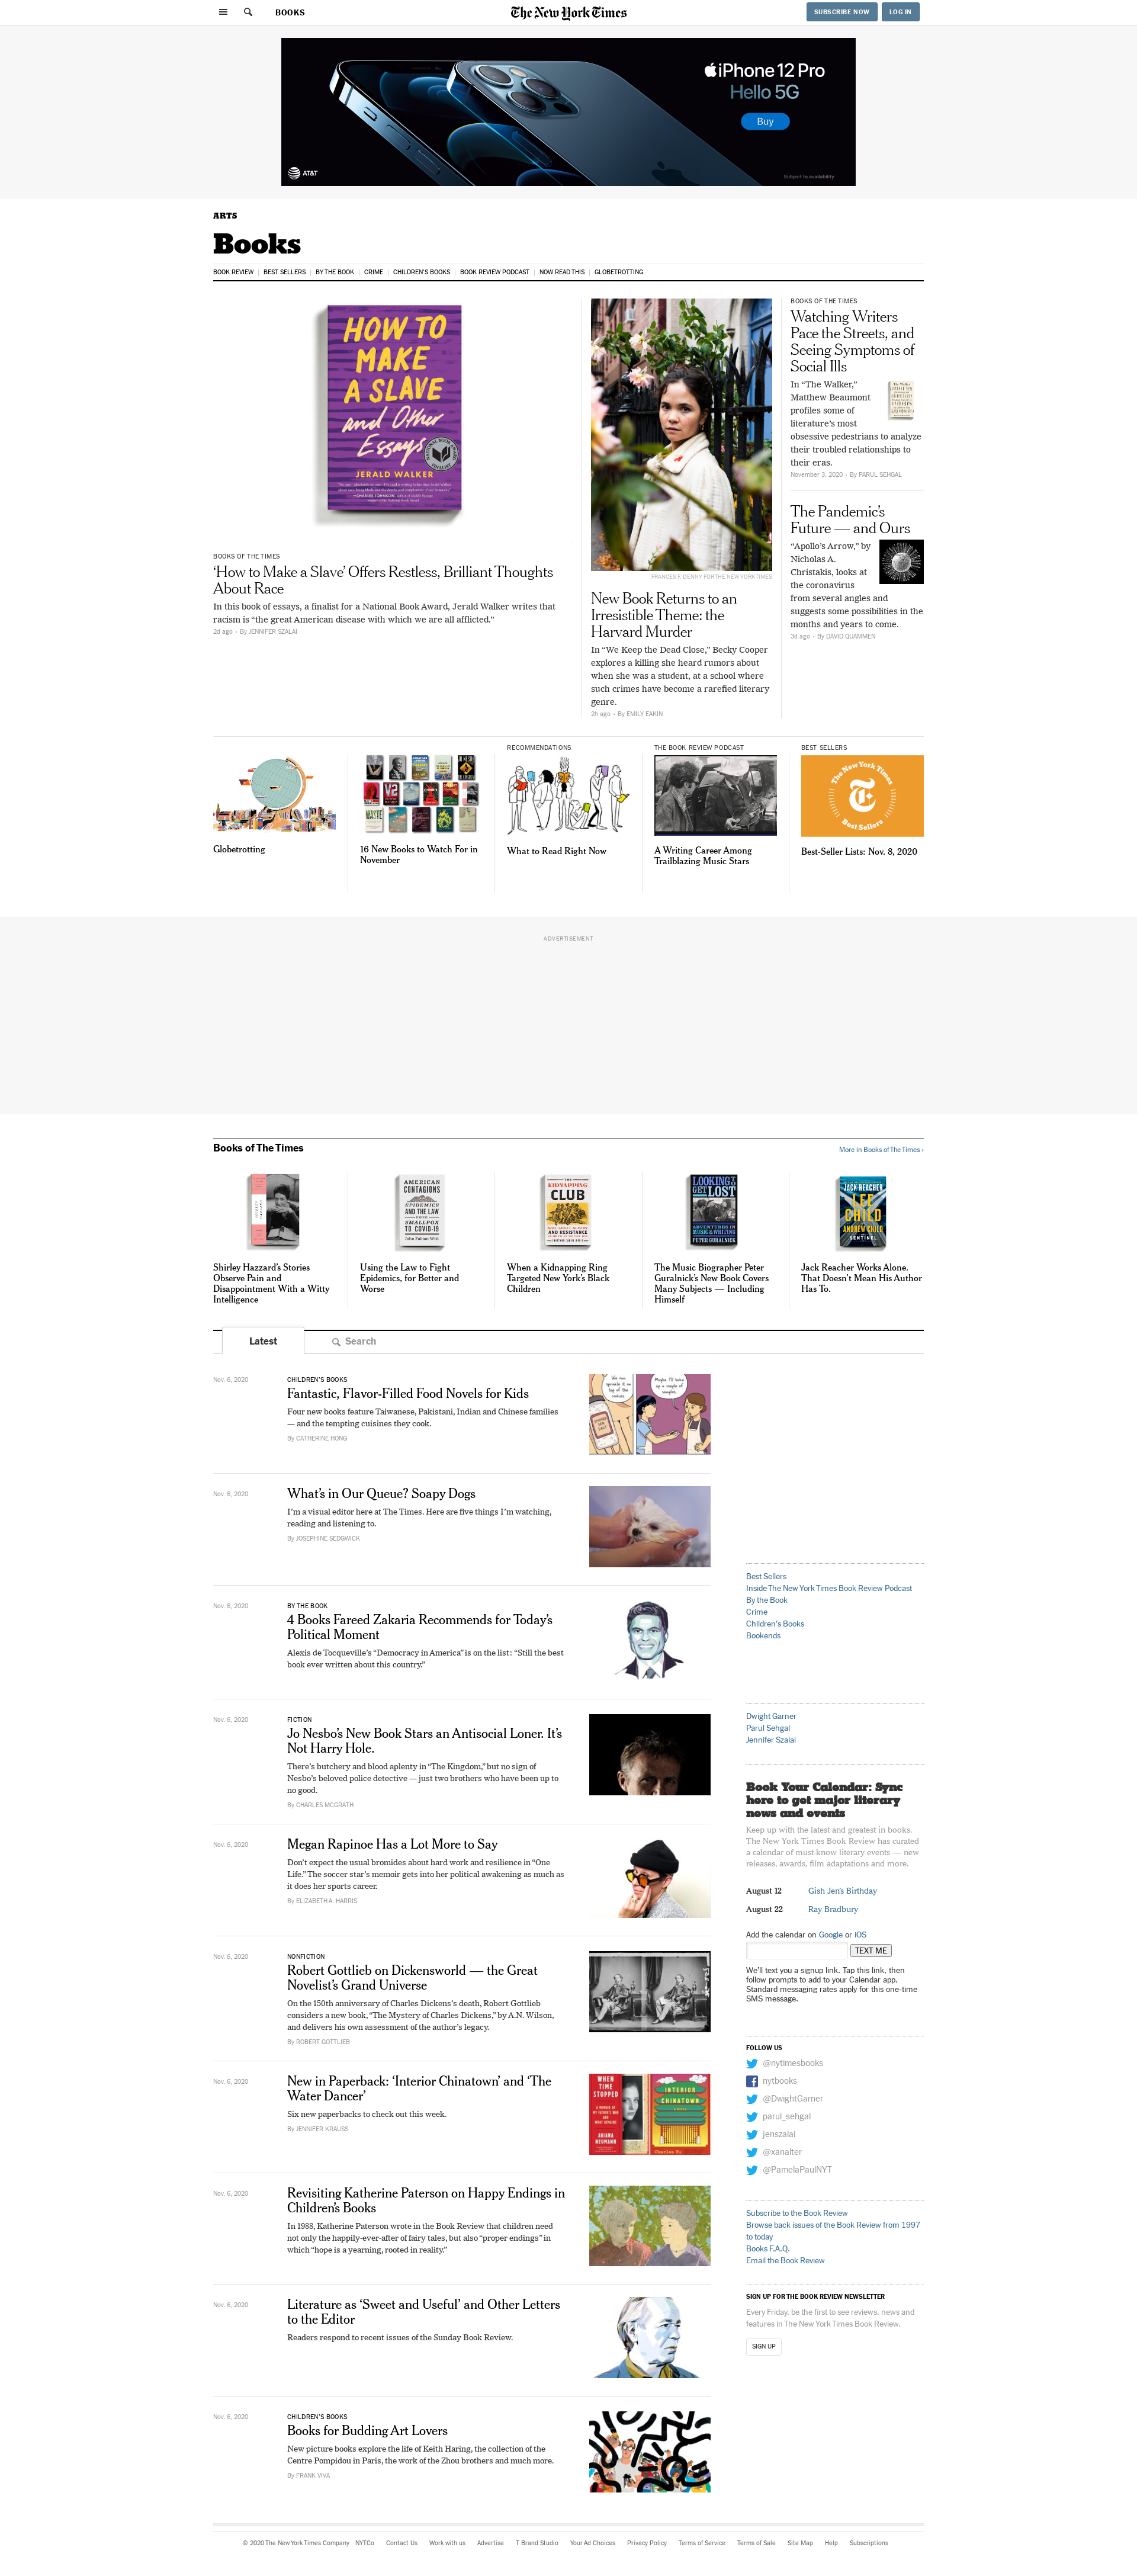 BOOKS
The New York Times
SUBSCRIBE NOW
LOG IN
iPhone 12 Pro
Hello 5G
Buy
AT&T
Subject to availability
ARTS
Books
BOOK REVIEW
BEST SELLERS
BY THE BOOK
CRIME
CHILDREN'S BOOKS
BOOK REVIEW PODCAST
NOW READ THIS
GLOBETROTTING
HOW TO
MAKE
A SLAVE
and Other
Essays
JERALD WALKER
BOOKS OF THE TIMES
‘How to Make a Slave’ Offers Restless, Brilliant Thoughts
About Race
In this book of essays, a finalist for a National Book Award, Jerald Walker writes that
racism is “the great American disease with which we are all afflicted.”
2d ago • By JENNIFER SZALAI
FRANCES F. DENNY FOR THE NEW YORK TIMES
New Book Returns to an
Irresistible Theme: the
Harvard Murder
In “We Keep the Dead Close,” Becky Cooper
explores a killing she heard rumors about
when she was a student, at a school where
such crimes have become a rarefied literary
genre.
2h ago • By EMILY EAKIN
BOOKS OF THE TIMES
Watching Writers
Pace the Streets, and
Seeing Symptoms of
Social Ills
In “The Walker,”
Matthew Beaumont
profiles some of
literature’s most
obsessive pedestrians to analyze
their troubled relationships to
their eras.
November 3, 2020 • By PARUL SEHGAL
The Pandemic’s
Future — and Ours
“Apollo’s Arrow,” by
Nicholas A.
Christakis, looks at
the coronavirus
from several angles and
suggests some possibilities in the
months and years to come.
3d ago • By DAVID QUAMMEN
Globetrotting
16 New Books to Watch For in
November
RECOMMENDATIONS
What to Read Right Now
THE BOOK REVIEW PODCAST
A Writing Career Among
Trailblazing Music Stars
BEST SELLERS
The New York Times
Best Sellers
Best-Seller Lists: Nov. 8, 2020
ADVERTISEMENT
Books of The Times
More in Books of The Times ›
Shirley Hazzard’s Stories
Observe Pain and
Disappointment With a Witty
Intelligence
AMERICAN
CONTAGIONS
EPIDEMICS
AND THE LAW
SMALLPOX
TO COVID-19
John Fabian Witt
Using the Law to Fight
Epidemics, for Better and
Worse
THE
KIDNAPPING
CLUB
AND RESISTANCE
When a Kidnapping Ring
Targeted New York’s Black
Children
LOOKING TO
GET LOST
ADVENTURES IN
MUSIC & WRITING
PETER GURALNICK
The Music Biographer Peter
Guralnick’s New Book Covers
Many Subjects — Including
Himself
JACK REACHER
LEE
CHILD
ANDREW CHILD
SENTINEL
Jack Reacher Works Alone.
That Doesn’t Mean His Author
Has To.
Latest
Search
Nov. 6, 2020
CHILDREN’S BOOKS
Fantastic, Flavor-Filled Food Novels for Kids
Four new books feature Taiwanese, Pakistani, Indian and Chinese families
— and the tempting cuisines they cook.
By CATHERINE HONG
Nov. 6, 2020
What’s in Our Queue? Soapy Dogs
I’m a visual editor here at The Times. Here are five things I’m watching,
reading and listening to.
By JOSEPHINE SEDGWICK
Nov. 6, 2020
BY THE BOOK
4 Books Fareed Zakaria Recommends for Today’s
Political Moment
Alexis de Tocqueville’s “Democracy in America” is on the list: “Still the best
book ever written about this country.”
Nov. 6, 2020
FICTION
Jo Nesbo’s New Book Stars an Antisocial Loner. It’s
Not Harry Hole.
There’s butchery and blood aplenty in “The Kingdom,” but no sign of
Nesbo’s beloved police detective — just two brothers who have been up to
no good.
By CHARLES MCGRATH
Nov. 6, 2020
Megan Rapinoe Has a Lot More to Say
Don’t expect the usual bromides about hard work and resilience in “One
Life.” The soccer star’s memoir gets into her political awakening as much as
it does her sports career.
By ELIZABETH A. HARRIS
Nov. 6, 2020
NONFICTION
Robert Gottlieb on Dickensworld — the Great
Novelist’s Grand Universe
On the 150th anniversary of Charles Dickens’s death, Robert Gottlieb
considers a new book, “The Mystery of Charles Dickens,” by A.N. Wilson,
and delivers his own assessment of the author’s legacy.
By ROBERT GOTTLIEB
Nov. 6, 2020
New in Paperback: ‘Interior Chinatown’ and ‘The
Water Dancer’
Six new paperbacks to check out this week.
By JENNIFER KRAUSS
WHEN
TIME
STOPPED
ARIANA
NEUMANN
INTERIOR
CHINATOWN
Nov. 6, 2020
Revisiting Katherine Paterson on Happy Endings in
Children’s Books
In 1988, Katherine Paterson wrote in the Book Review that children need
not only the happily-ever-after of fairy tales, but also “proper endings” in
which “hope is a yearning, rooted in reality.”
Nov. 6, 2020
Literature as ‘Sweet and Useful’ and Other Letters
to the Editor
Readers respond to recent issues of the Sunday Book Review.
Nov. 6, 2020
CHILDREN’S BOOKS
Books for Budding Art Lovers
New picture books explore the life of Keith Haring, the collection of the
Centre Pompidou in Paris, the work of the Zhou brothers and much more.
By FRANK VIVA
Best Sellers
Inside The New York Times Book Review Podcast
By the Book
Crime
Children's Books
Bookends
Dwight Garner
Parul Sehgal
Jennifer Szalai
Book Your Calendar: Sync
here to get major literary
news and events
Keep up with the latest and greatest in books.
The New York Times Book Review has curated
a calendar of must-know literary events — new
releases, awards, film adaptations and more.
August 12 Gish Jen's Birthday
August 22 Ray Bradbury
Add the calendar on Google or iOS
TEXT ME
We'll text you a signup link. Tap this link, then
follow prompts to add to your Calendar app.
Standard messaging rates apply for this one-time
SMS message.
FOLLOW US
@nytimesbooks
nytbooks
@DwightGarner
parul_sehgal
jenszalai
@xanalter
@PamelaPaulNYT
Subscribe to the Book Review
Browse back issues of the Book Review from 1997
to today
Books F.A.Q.
Email the Book Review
SIGN UP FOR THE BOOK REVIEW NEWSLETTER
Every Friday, be the first to see reviews, news and
features in The New York Times Book Review.
SIGN UP
© 2020 The New York Times Company NYTCo Contact Us Work with us Advertise T Brand Studio Your Ad Choices Privacy Policy Terms of Service Terms of Sale Site Map Help Subscriptions